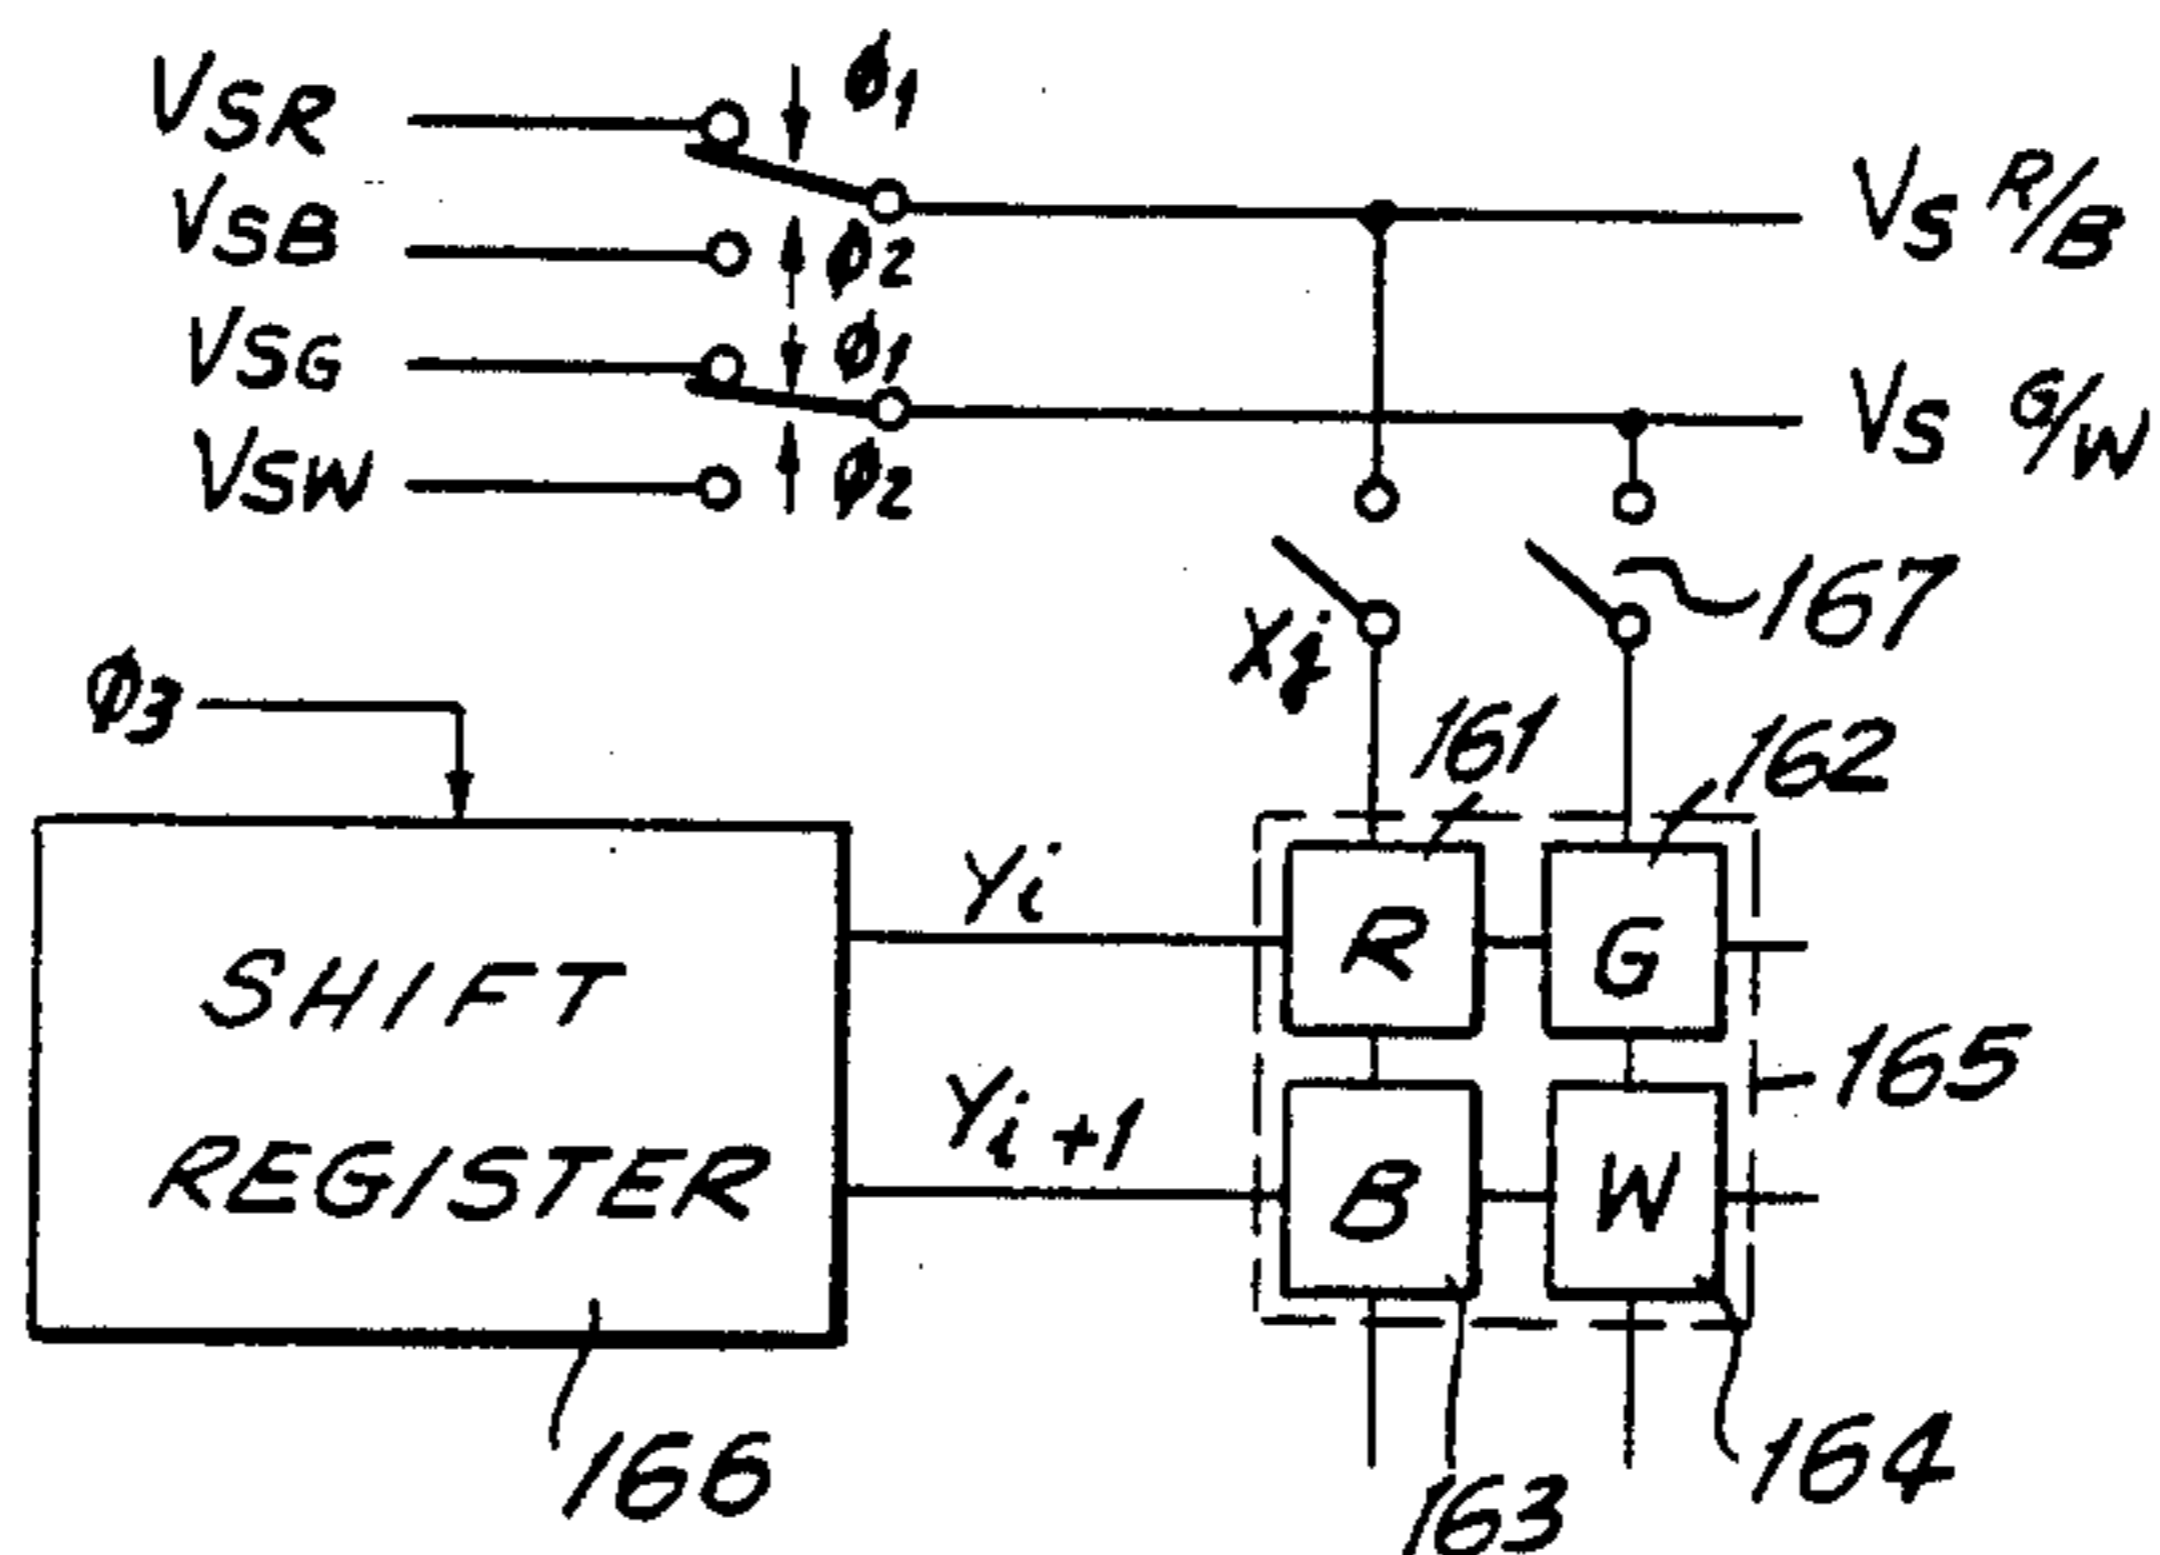 VSR
ϕ1
VSB
ϕ2
VS R/B
VSG
ϕ1
VSW
ϕ2
VS G/W
167
Xj
ϕ3
161
162
Yi
R
G
SHIFT
REGISTER
165
Yi+1
B
W
166
163
164